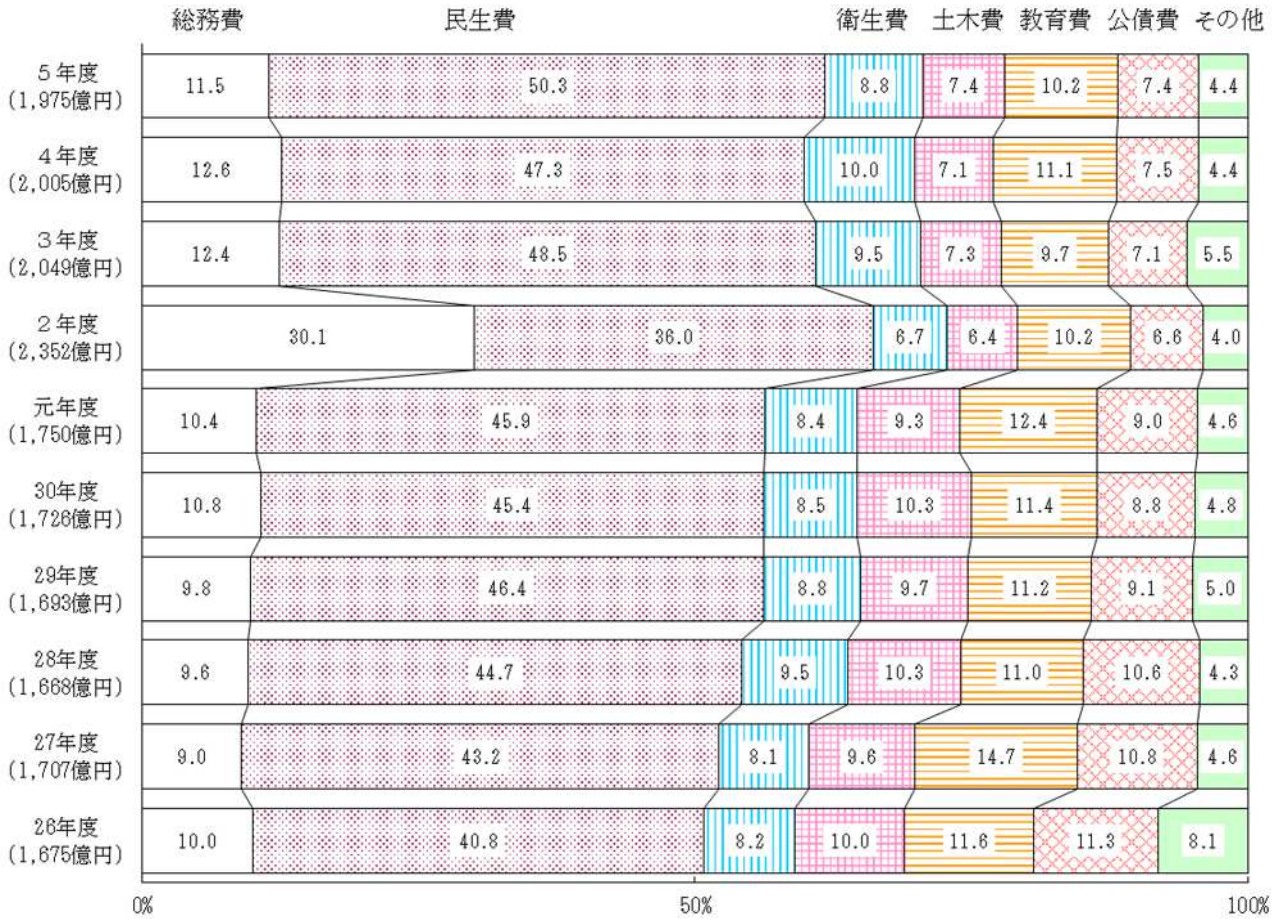 総務費 民生費 衛生費 土木費 教育費 公債費 その他
５年度
(1,975億円)
11.5 50.3 8.8 7.4 10.2 7.4 4.4
４年度
(2,005億円)
12.6 47.3 10.0 7.1 11.1 7.5 4.4
３年度
(2,049億円)
12.4 48.5 9.5 7.3 9.7 7.1 5.5
２年度
(2,352億円)
30.1 36.0 6.7 6.4 10.2 6.6 4.0
元年度
(1,750億円)
10.4 45.9 8.4 9.3 12.4 9.0 4.6
30年度
(1,726億円)
10.8 45.4 8.5 10.3 11.4 8.8 4.8
29年度
(1,693億円)
9.8 46.4 8.8 9.7 11.2 9.1 5.0
28年度
(1,668億円)
9.6 44.7 9.5 10.3 11.0 10.6 4.3
27年度
(1,707億円)
9.0 43.2 8.1 9.6 14.7 10.8 4.6
26年度
(1,675億円)
10.0 40.8 8.2 10.0 11.6 11.3 8.1
0% 50% 100%